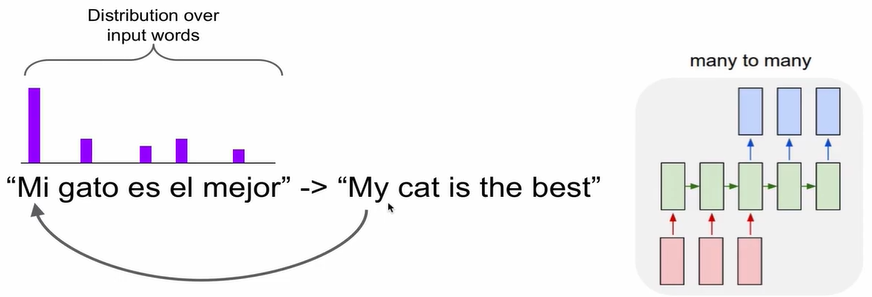 Distribution over
input words
many to many
“Mi gato es el mejor” -> “My cat is the best”